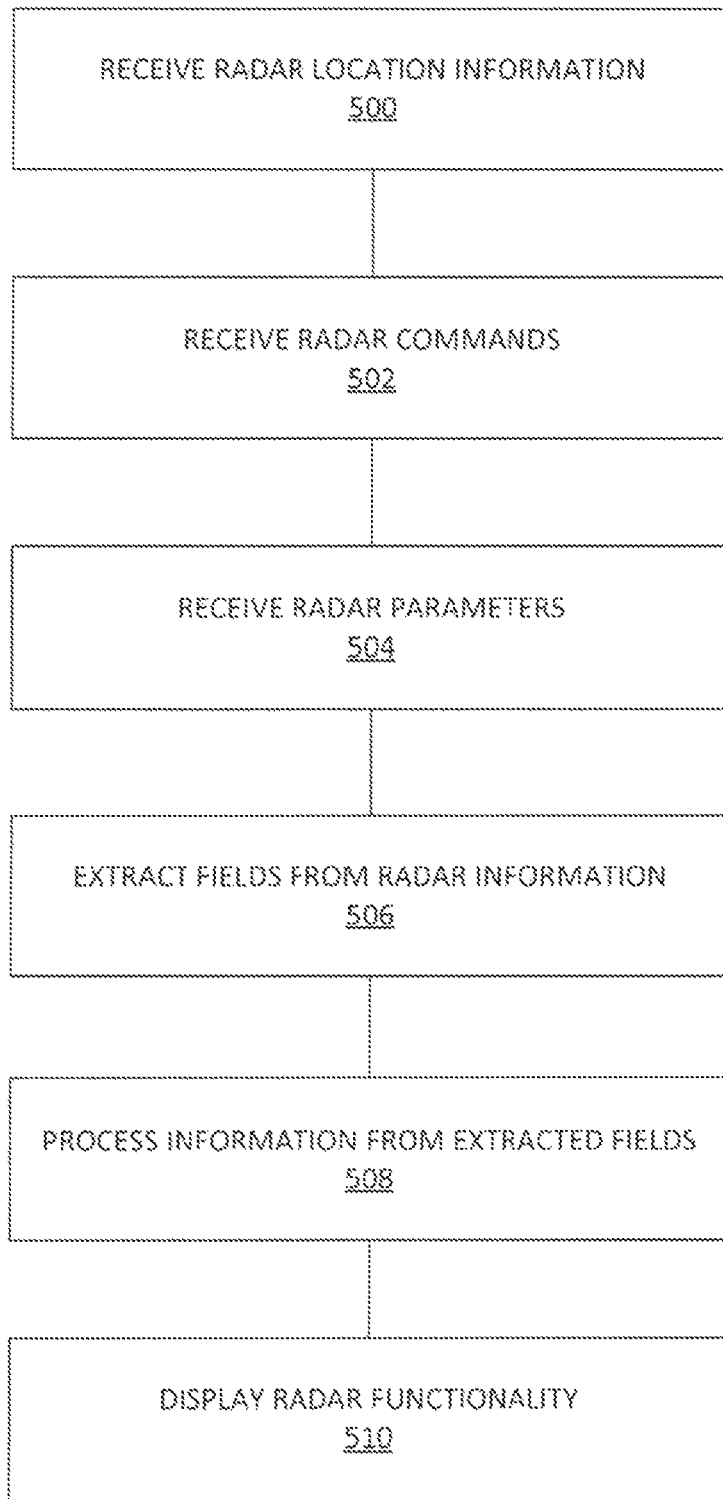 RECEIVE RADAR LOCATION INFORMATION
500
RECEIVE RADAR COMMANDS
502
RECEIVE RADAR PARAMETERS
504
EXTRACT FIELDS FROM RADAR INFORMATION
506
PROCESS INFORMATION FROM EXTRACTED FIELDS
508
DISPLAY RADAR FUNCTIONALITY
510